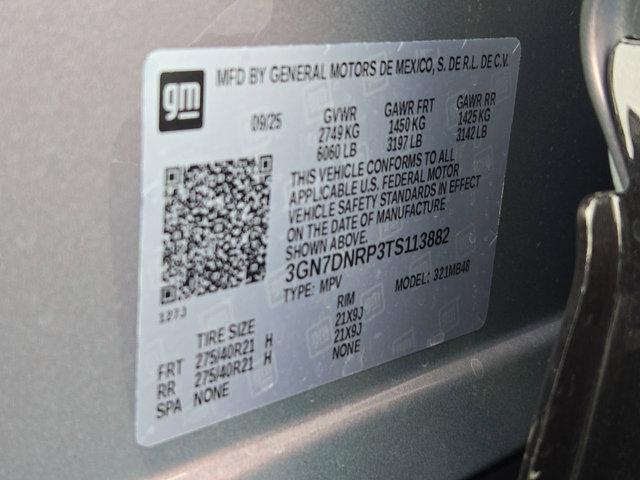 gm
MFD BY GENERAL MOTORS DE MEXICO, S. DE R.L. DE C.V.
09/25 GVWR GAWR FRT GAWR RR
2749 KG 1450 KG 1425 KG
6060 LB 3197 LB 3142 LB
THIS VEHICLE CONFORMS TO ALL
APPLICABLE U.S. FEDERAL MOTOR
VEHICLE SAFETY STANDARDS IN EFFECT
ON THE DATE OF MANUFACTURE
SHOWN ABOVE.
3GN7DNRP3TS113882
TYPE: MPV MODEL: 321MB48
127J
TIRE SIZE RIM
FRT 275/40R21 H 21X9J
RR 275/40R21 H 21X9J
SPA NONE NONE